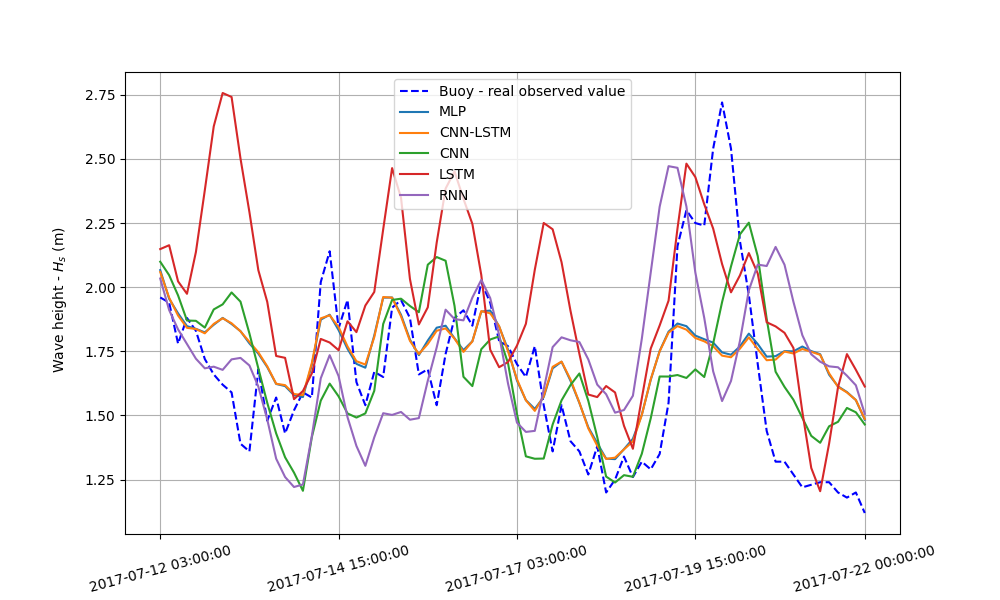 2.75
2.50
2.25
2.00
1.75
1.50
1.25
Wave height - Hₛ (m)
Buoy - real observed value
MLP
CNN-LSTM
CNN
LSTM
RNN
2017-07-12 03:00:00
2017-07-14 15:00:00
2017-07-17 03:00:00
2017-07-19 15:00:00
2017-07-22 00:00:00